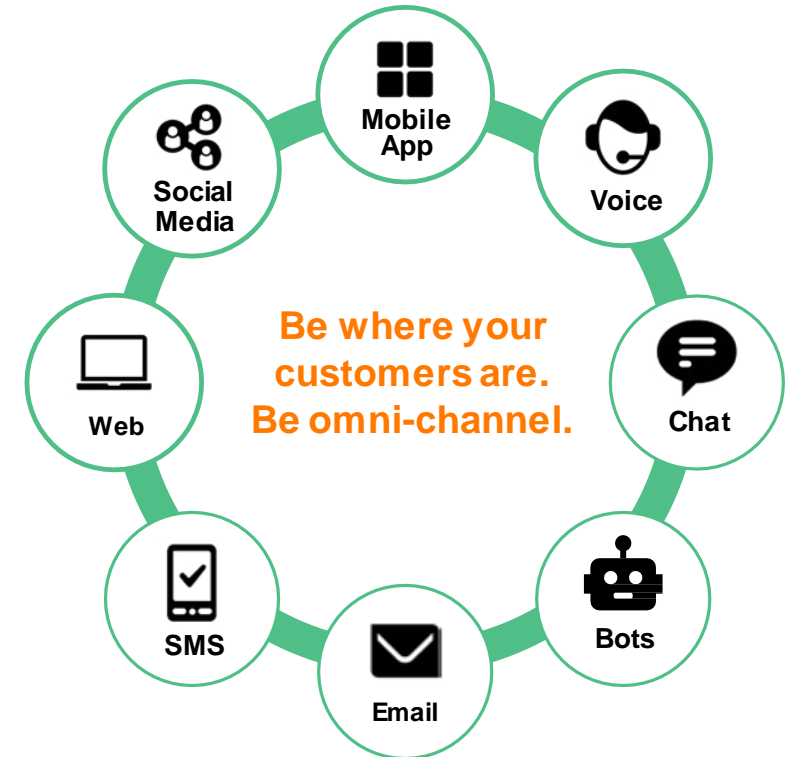 Mobile
App
Voice
Chat
Bots
Email
SMS
Web
Social
Media
Be where your
customers are.
Be omni-channel.